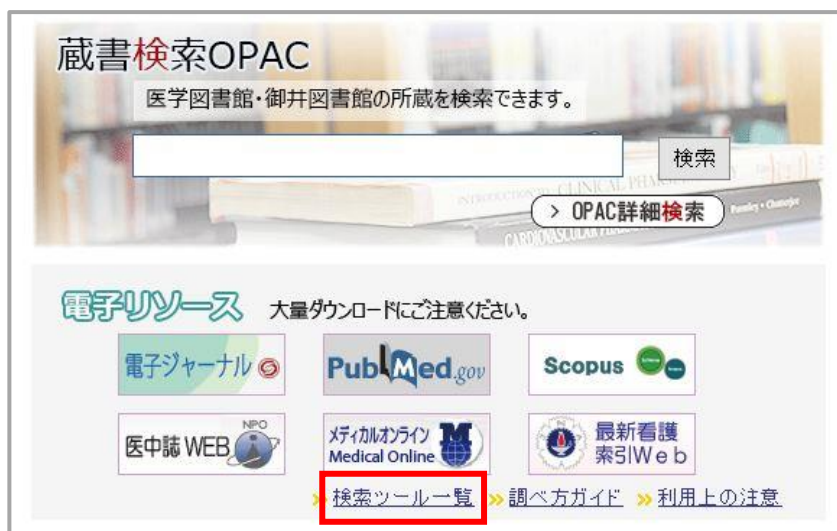 蔵書検索OPAC
医学図書館・御井図書館の所蔵を検索できます。
検索
> OPAC詳細検索
電子リソース 大量ダウンロードにご注意ください。
電子ジャーナル
PubMed.gov
Scopus
医中誌WEB NPO
メディカルオンライン
Medical Online
最新看護
索引Web
» 検索ツール一覧 » 調べ方ガイド » 利用上の注意